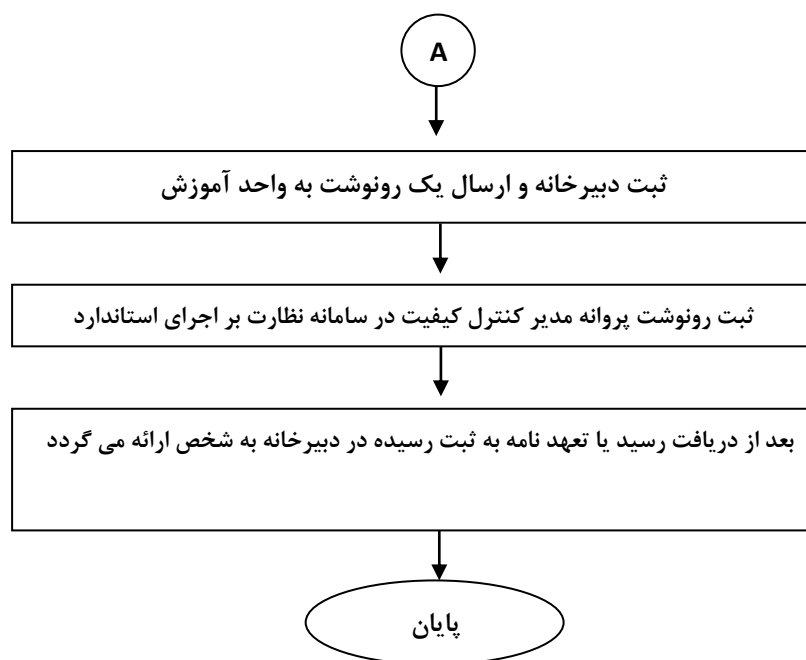 A
ثبت دبیرخانه و ارسال یک رونوشت به واحد آموزش
ثبت رونوشت پروانه مدیر کنترل کیفیت در سامانه نظارت بر اجرای استاندارد
بعد از دریافت رسید یا تعهد نامه به ثبت رسیده در دبیرخانه به شخص ارائه می گردد
پایان